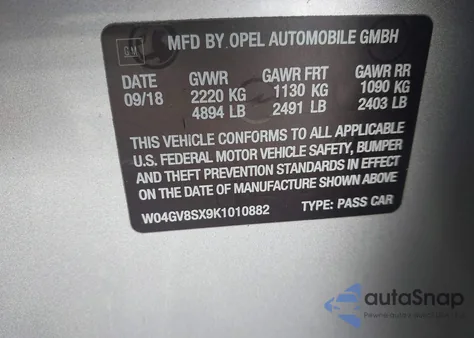 GM
MFD BY OPEL AUTOMOBILE GMBH
DATE GVWR GAWR FRT GAWR RR
09/18 2220 KG 1130 KG 1090 KG
4894 LB 2491 LB 2403 LB
THIS VEHICLE CONFORMS TO ALL APPLICABLE
U.S. FEDERAL MOTOR VEHICLE SAFETY, BUMPER
AND THEFT PREVENTION STANDARDS IN EFFECT
ON THE DATE OF MANUFACTURE SHOWN ABOVE
W04GV8SX9K1010882 TYPE: PASS CAR
autaSnap